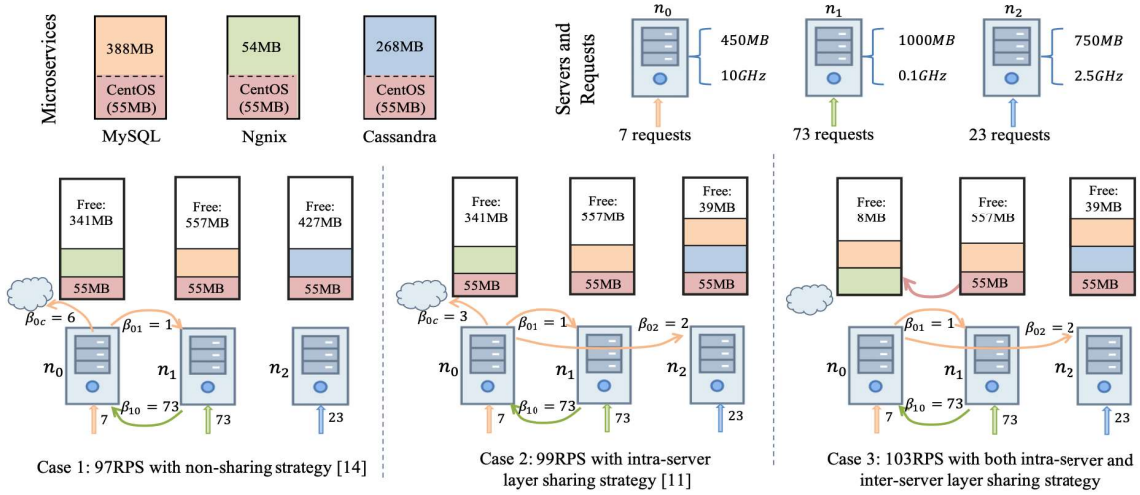 Microservices
388MB
CentOS
(55MB)
MySQL
54MB
CentOS
(55MB)
Ngnix
268MB
CentOS
(55MB)
Cassandra
Servers and
Requests
n0
450MB
10GHz
7 requests
n1
1000MB
0.1GHz
73 requests
n2
750MB
2.5GHz
23 requests
Free:
341MB
55MB
Free:
557MB
55MB
Free:
427MB
55MB
β0c = 6
β01 = 1
n0
n1
n2
β10 = 73
7
73
23
Case 1: 97RPS with non-sharing strategy [14]
Free:
341MB
55MB
Free:
557MB
55MB
Free:
39MB
55MB
β0c = 3
β01 = 1
β02 = 2
n0
n1
n2
β10 = 73
7
73
23
Case 2: 99RPS with intra-server
layer sharing strategy [11]
Free:
8MB
Free:
557MB
55MB
Free:
39MB
55MB
β01 = 1
β02 = 2
n0
n1
n2
β10 = 73
7
73
23
Case 3: 103RPS with both intra-server and
inter-server layer sharing strategy